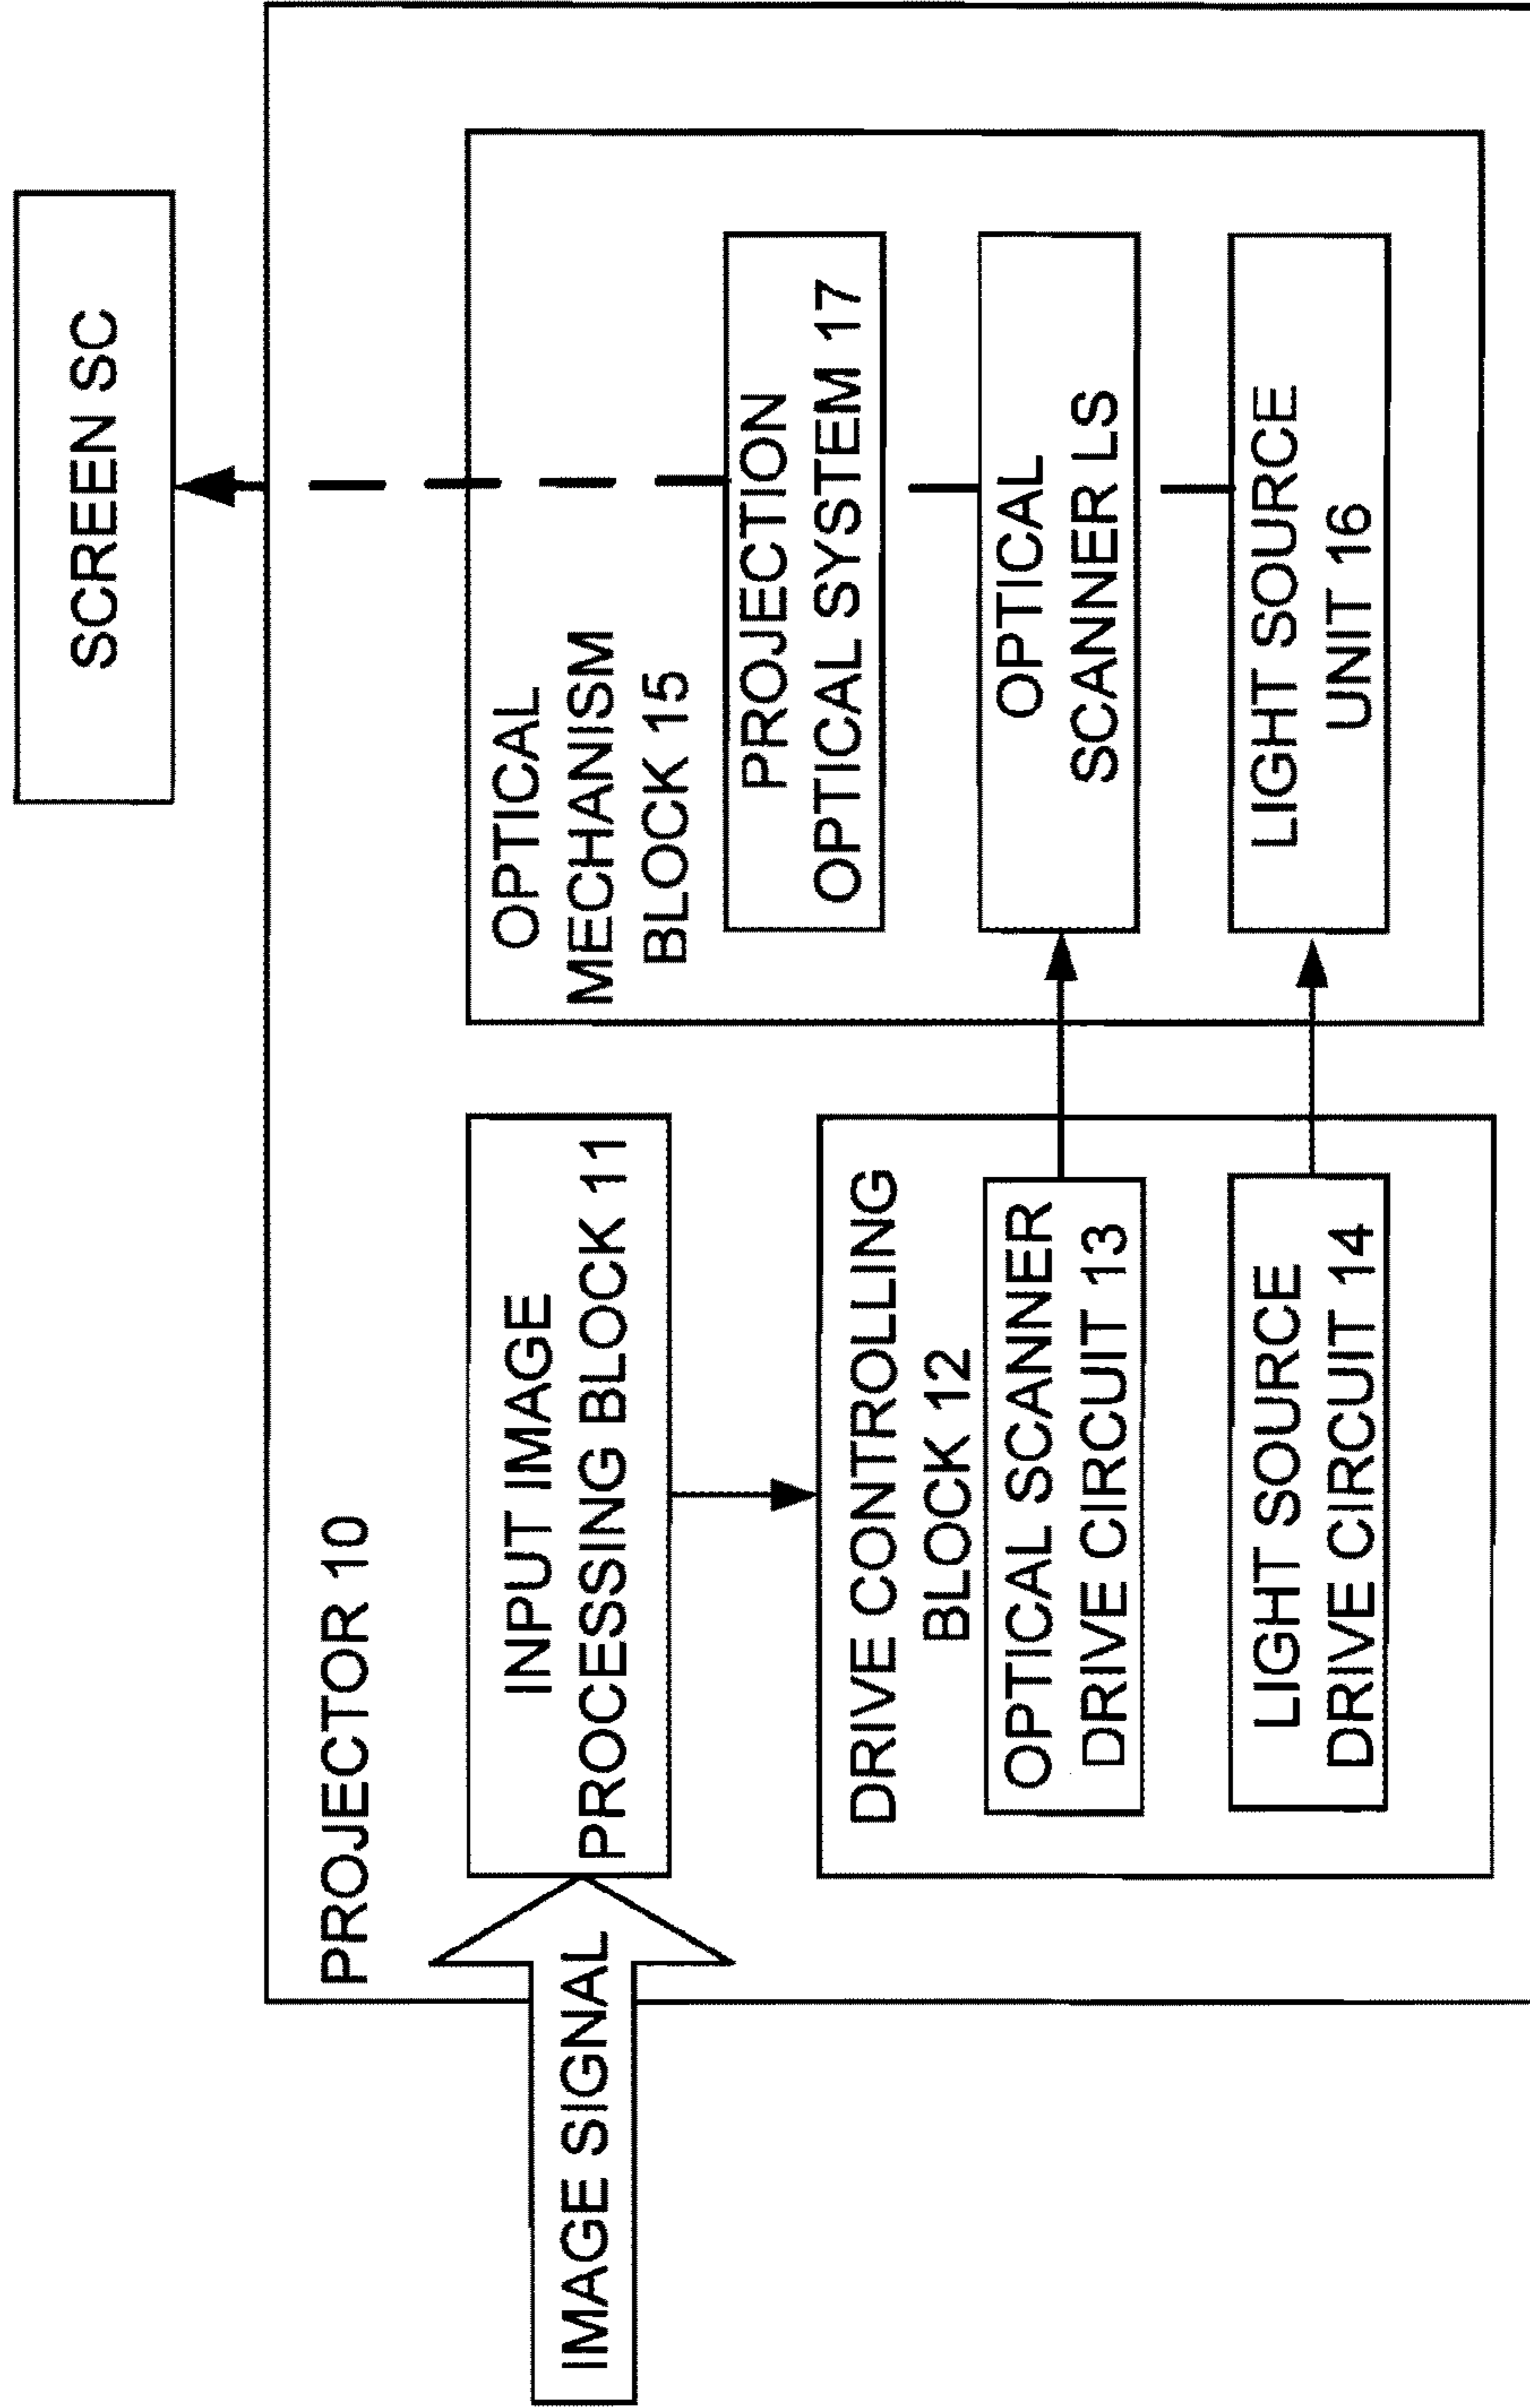 SCREEN SC
PROJECTOR 10
IMAGE SIGNAL
INPUT IMAGE
PROCESSING BLOCK 11
DRIVE CONTROLLING
BLOCK 12
OPTICAL SCANNER
DRIVE CIRCUIT 13
LIGHT SOURCE
DRIVE CIRCUIT 14
OPTICAL
MECHANISM
BLOCK 15
PROJECTION
OPTICAL SYSTEM 17
OPTICAL
SCANNER LS
LIGHT SOURCE
UNIT 16